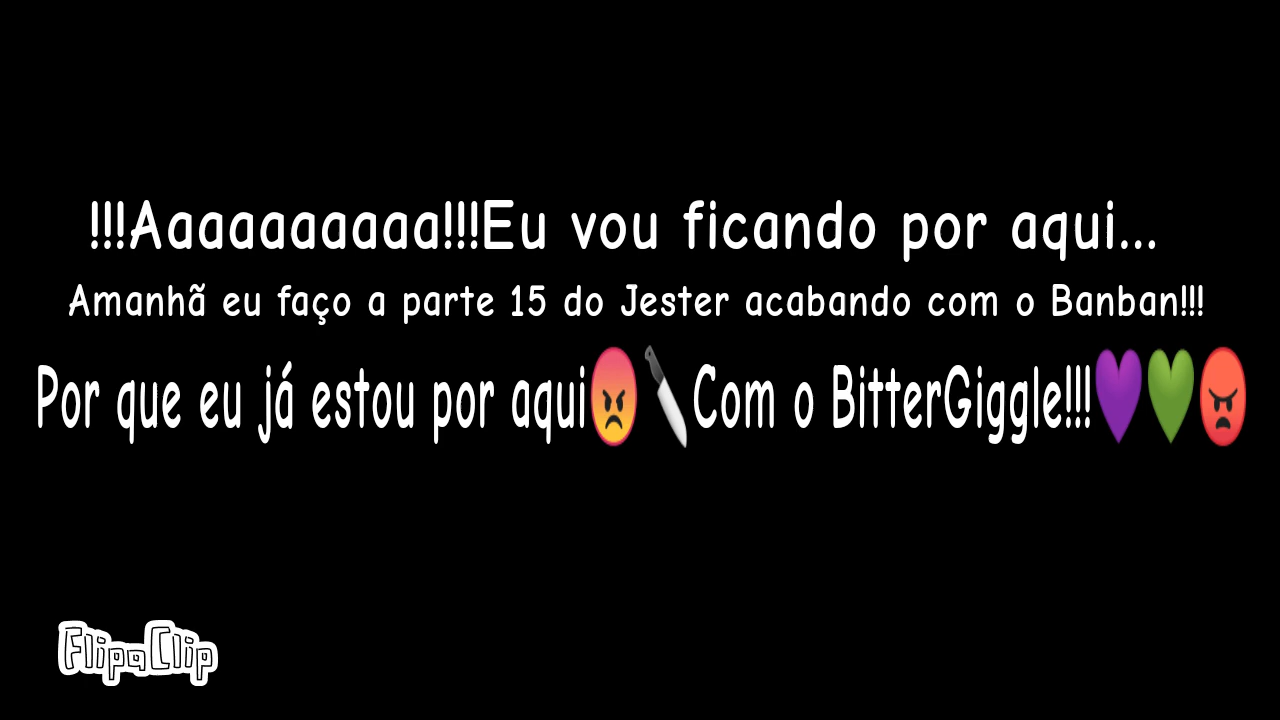 !!!Aaaaaaaaaa!!!Eu vou ficando por aqui...
Amanhã eu faço a parte 15 do Jester acabando com o Banban!!!
Por que eu já estou por aqui😡🔪Com o BitterGiggle!!!💜💚😡
FlipaClip